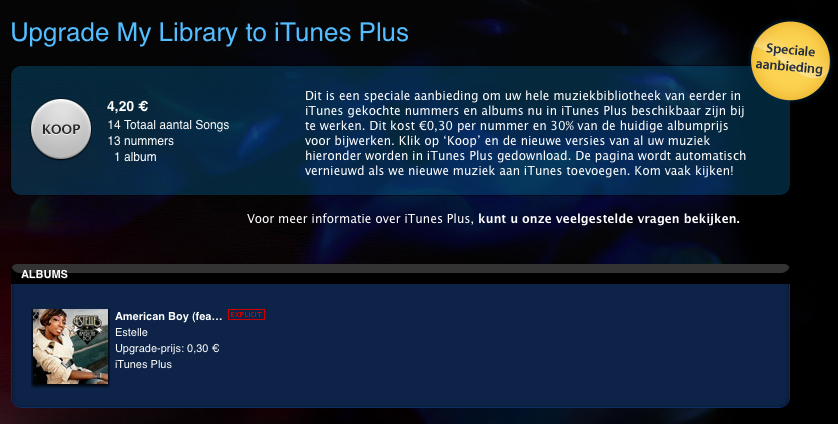 Upgrade My Library to iTunes Plus
Speciale
aanbieding
KOOP
4,20 €
14 Totaal aantal Songs
13 nummers
1 album
Dit is een speciale aanbieding om uw hele muziekbibliotheek van eerder in
iTunes gekochte nummers en albums nu in iTunes Plus beschikbaar zijn bij
te werken. Dit kost €0,30 per nummer en 30% van de huidige albumprijs
voor bijwerken. Klik op ‘Koop’ en de nieuwe versies van al uw muziek
hieronder worden in iTunes Plus gedownload. De pagina wordt automatisch
vernieuwd als we nieuwe muziek aan iTunes toevoegen. Kom vaak kijken!
Voor meer informatie over iTunes Plus, kunt u onze veelgestelde vragen bekijken.
ALBUMS
ESTELLE
American Boy (fea... EXPLICIT
Estelle
Upgrade-prijs: 0,30 €
iTunes Plus